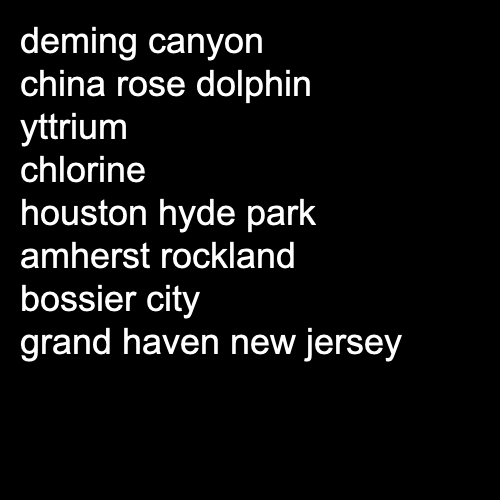 deming canyon
china rose dolphin
yttrium
chlorine
houston hyde park
amherst rockland
bossier city
grand haven new jersey